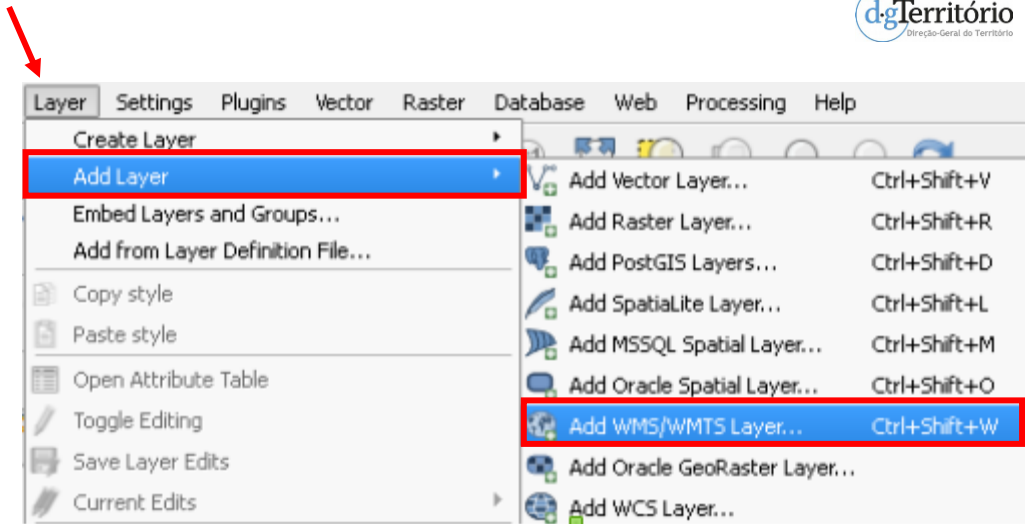 d·gTerritório
Direção-Geral do Território
Layer Settings Plugins Vector Raster Database Web Processing Help
Create Layer
Add Layer
Embed Layers and Groups...
Add from Layer Definition File...
Copy style
Paste style
Open Attribute Table
Toggle Editing
Save Layer Edits
Current Edits
Add Vector Layer... Ctrl+Shift+V
Add Raster Layer... Ctrl+Shift+R
Add PostGIS Layers... Ctrl+Shift+D
Add SpatiaLite Layer... Ctrl+Shift+L
Add MSSQL Spatial Layer... Ctrl+Shift+M
Add Oracle Spatial Layer... Ctrl+Shift+O
Add WMS/WMTS Layer... Ctrl+Shift+W
Add Oracle GeoRaster Layer...
Add WCS Layer...